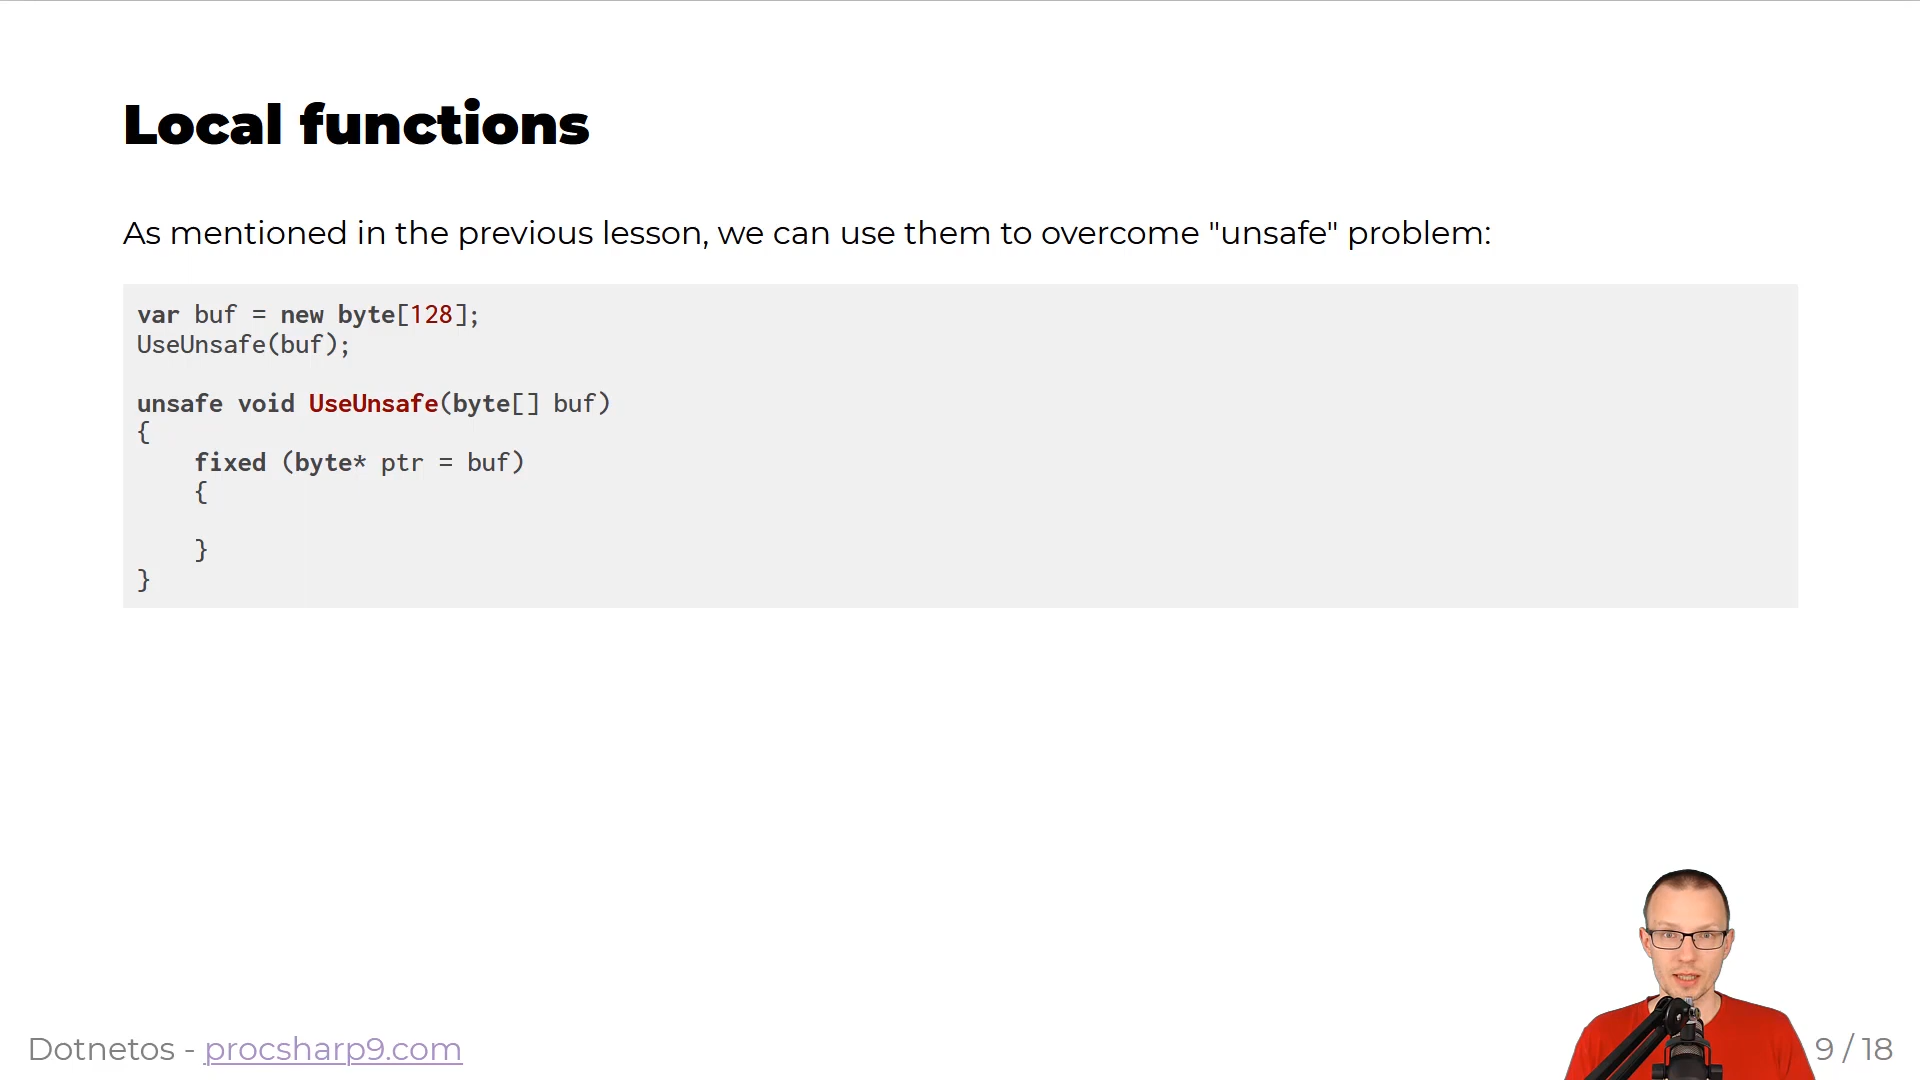 Local functions
As mentioned in the previous lesson, we can use them to overcome "unsafe" problem:
var buf = new byte[128];
UseUnsafe(buf);
unsafe void UseUnsafe(byte[] buf)
{
    fixed (byte* ptr = buf)
    {
    }
}
Dotnetos - procsharp9.com
9 / 18